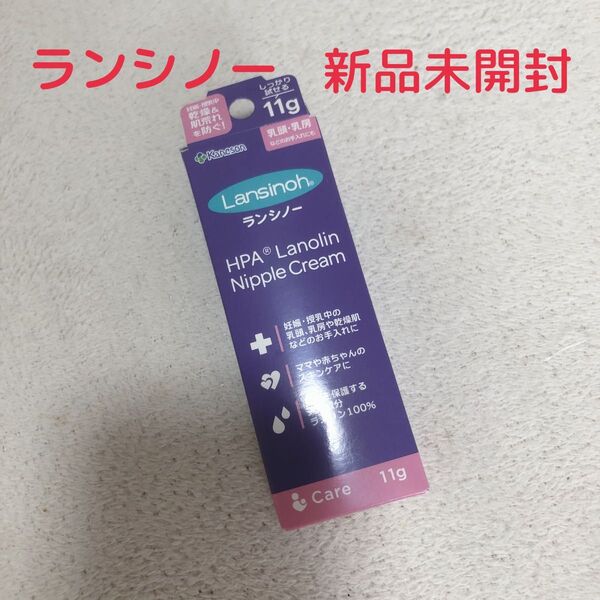 ランシノー 新品未開封
しっかり
試せる
11g
妊娠・授乳中
乾燥&
肌荒れ
を防ぐ!
乳頭・乳房
などのお手入れにも
Kaneson
Lansinoh®
ランシノー
HPA® Lanolin
Nipple Cream
妊娠・授乳中の
乳頭、乳房や乾燥肌
などのお手入れに
ママや赤ちゃんの
スキンケアに
保護する
分
ン100%
Care
11g